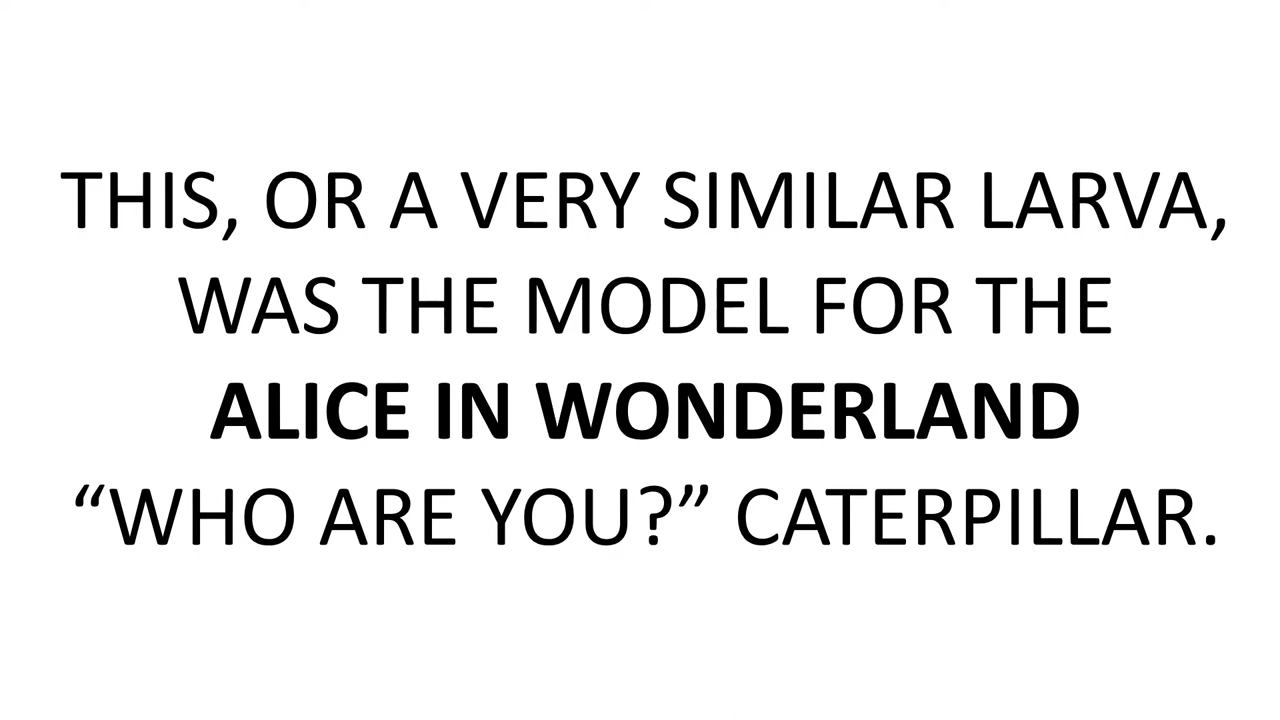 THIS, OR A VERY SIMILAR LARVA,
WAS THE MODEL FOR THE
ALICE IN WONDERLAND
“WHO ARE YOU?” CATERPILLAR.